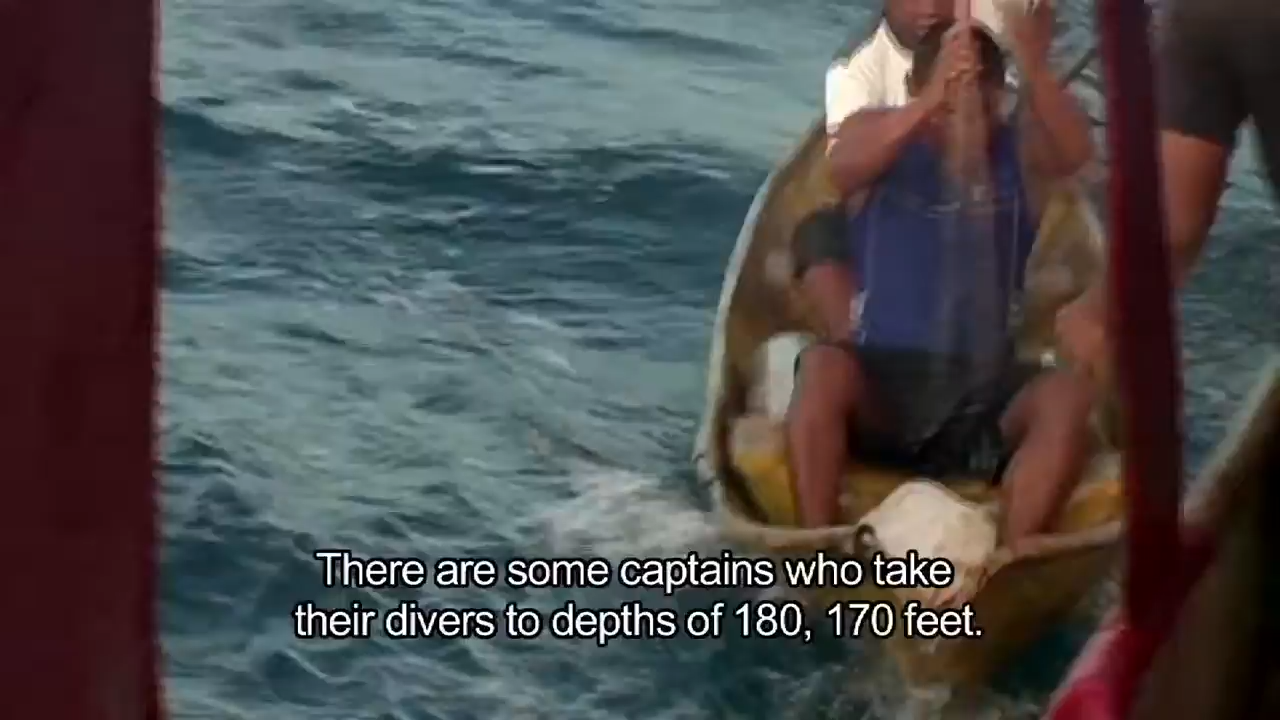 There are some captains who take
their divers to depths of 180, 170 feet.